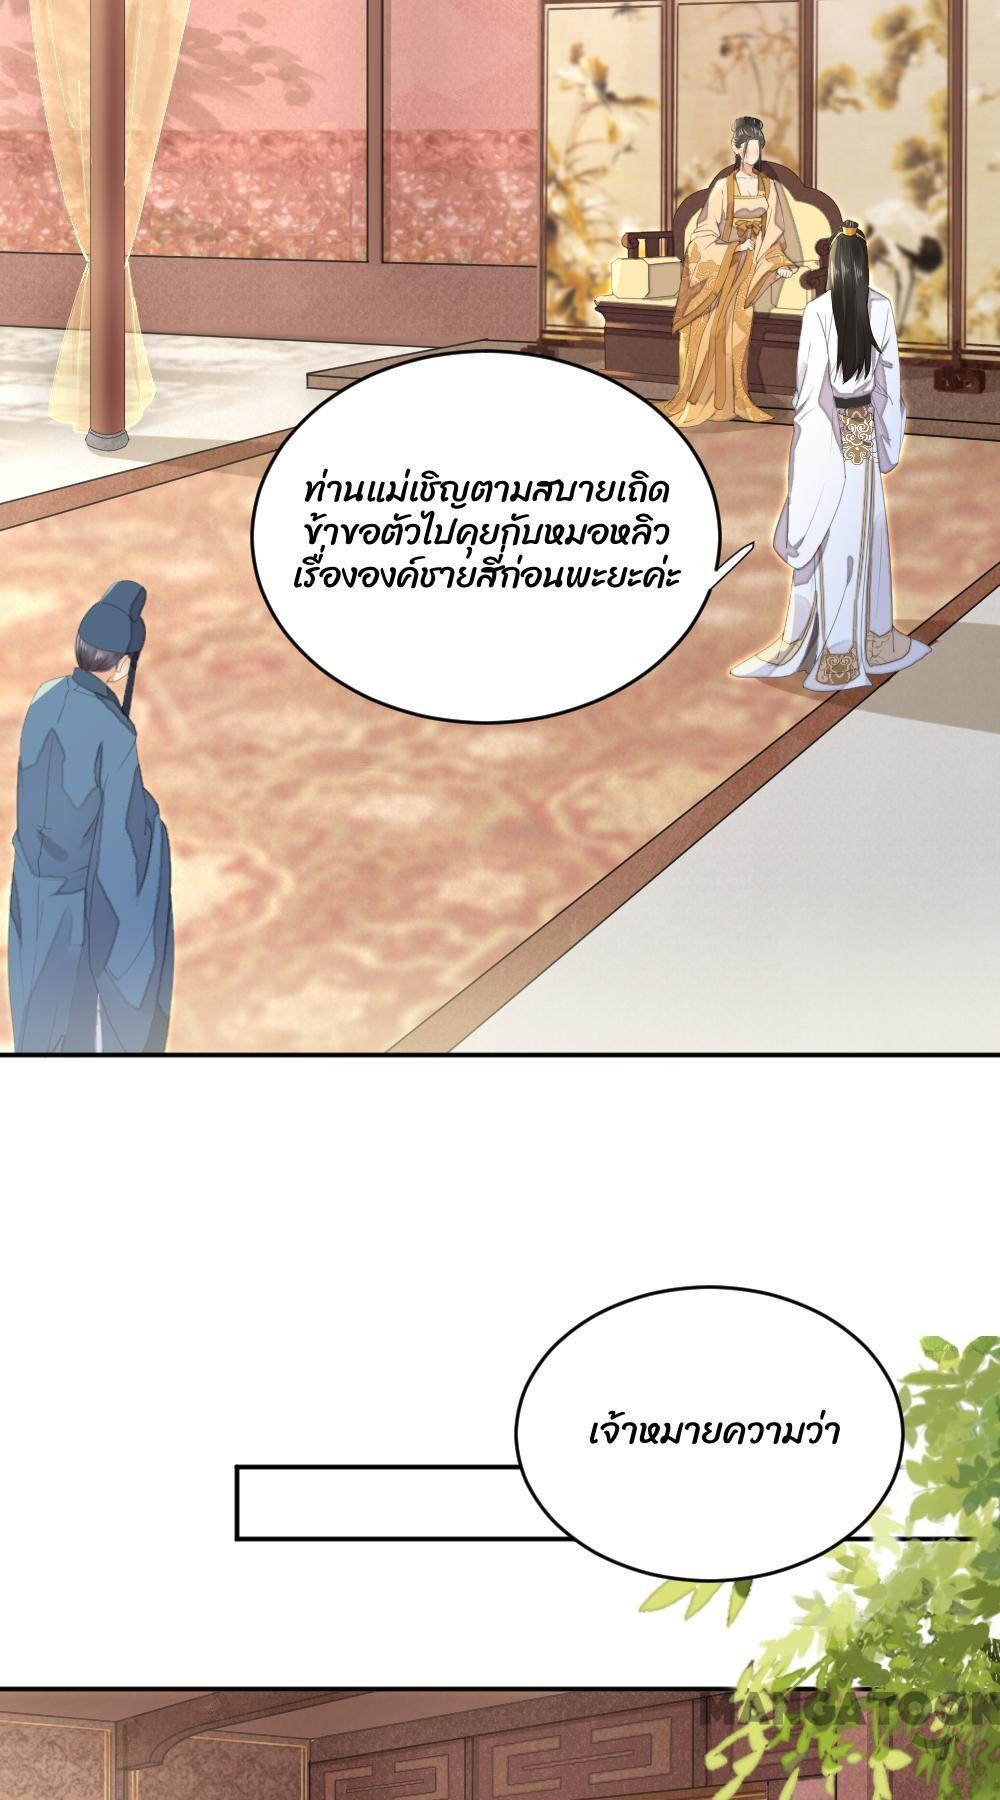 ท่านแม่เชิญตามสบายเถิด
ข้าขอตัวไปคุยกับหมอหลิว
เรื่ององค์ชายสี่ก่อนพะยะค่ะ
เจ้าหมายความว่า
MANGATOON